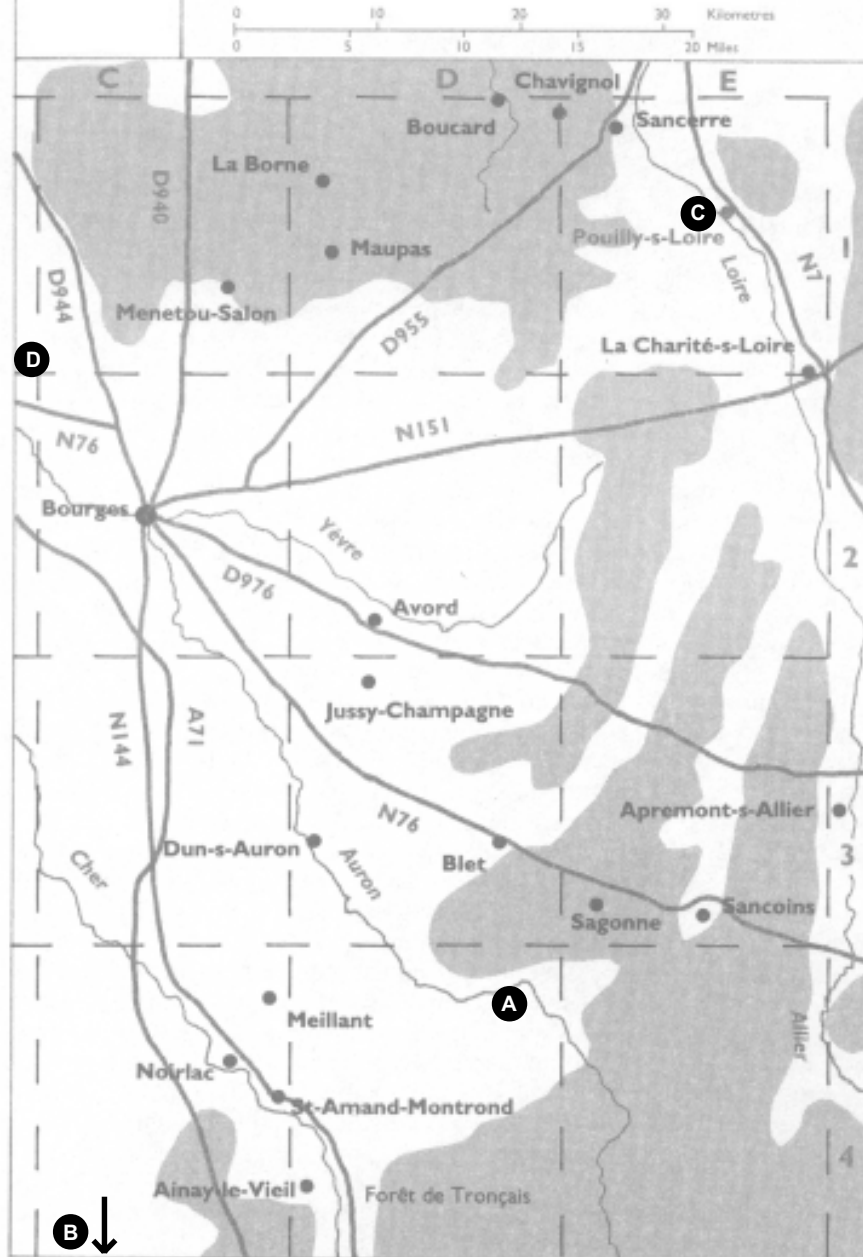 0 10 20 30 Kilometres
0 5 10 15 20 Miles
C D E
Chavignol
Boucard
Sancerre
La Borne
D940
C
Pouilly-s-Loire
Maupas
1
Loire
N7
D944
Menetou-Salon
D955
D
La Charité-s-Loire
N76
N151
Bourges
Yèvre
2
D976
Avord
Jussy-Champagne
N144
A71
N76
Apremont-s-Allier
Dun-s-Auron
Auron
Blet
3
Cher
Sagonne
Sancoins
A
Meillant
Allier
Noirlac
St-Amand-Montrond
4
Ainay-le-Vieil
Forêt de Tronçais
B